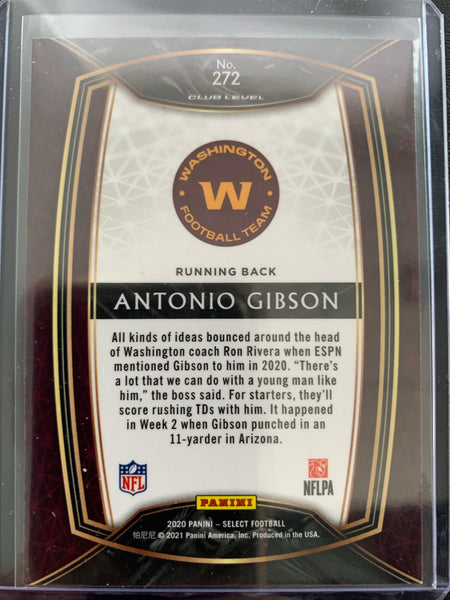 No.
272
CLUB LEVEL
WASHINGTON
W
FOOTBALL TEAM
RUNNING BACK
ANTONIO GIBSON
All kinds of ideas bounced around the head
of Washington coach Ron Rivera when ESPN
mentioned Gibson to him in 2020. “There’s
a lot that we can do with a young man like
him,” the boss said. For starters, they’ll
score rushing TDs with him. It happened
in Week 2 when Gibson punched in an
11-yarder in Arizona.
NFL
PANINI
NFLPA
2020 PANINI – SELECT FOOTBALL
帕尼尼 © 2021 Panini America, Inc. Produced in the USA.